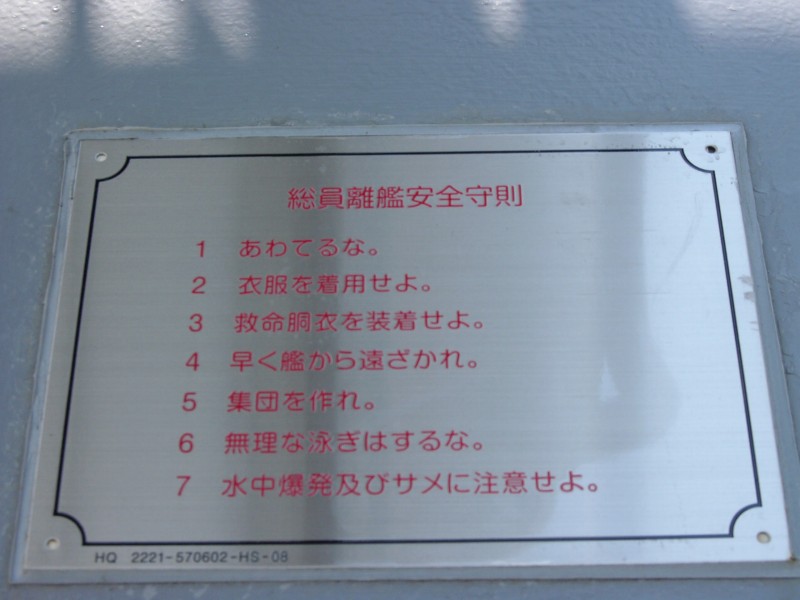 総員離艦安全守則
1 あわてるな。
2 衣服を着用せよ。
3 救命胴衣を装着せよ。
4 早く艦から遠ざかれ。
5 集団を作れ。
6 無理な泳ぎはするな。
7 水中爆発及びサメに注意せよ。
HQ 2221-570602-HS-08